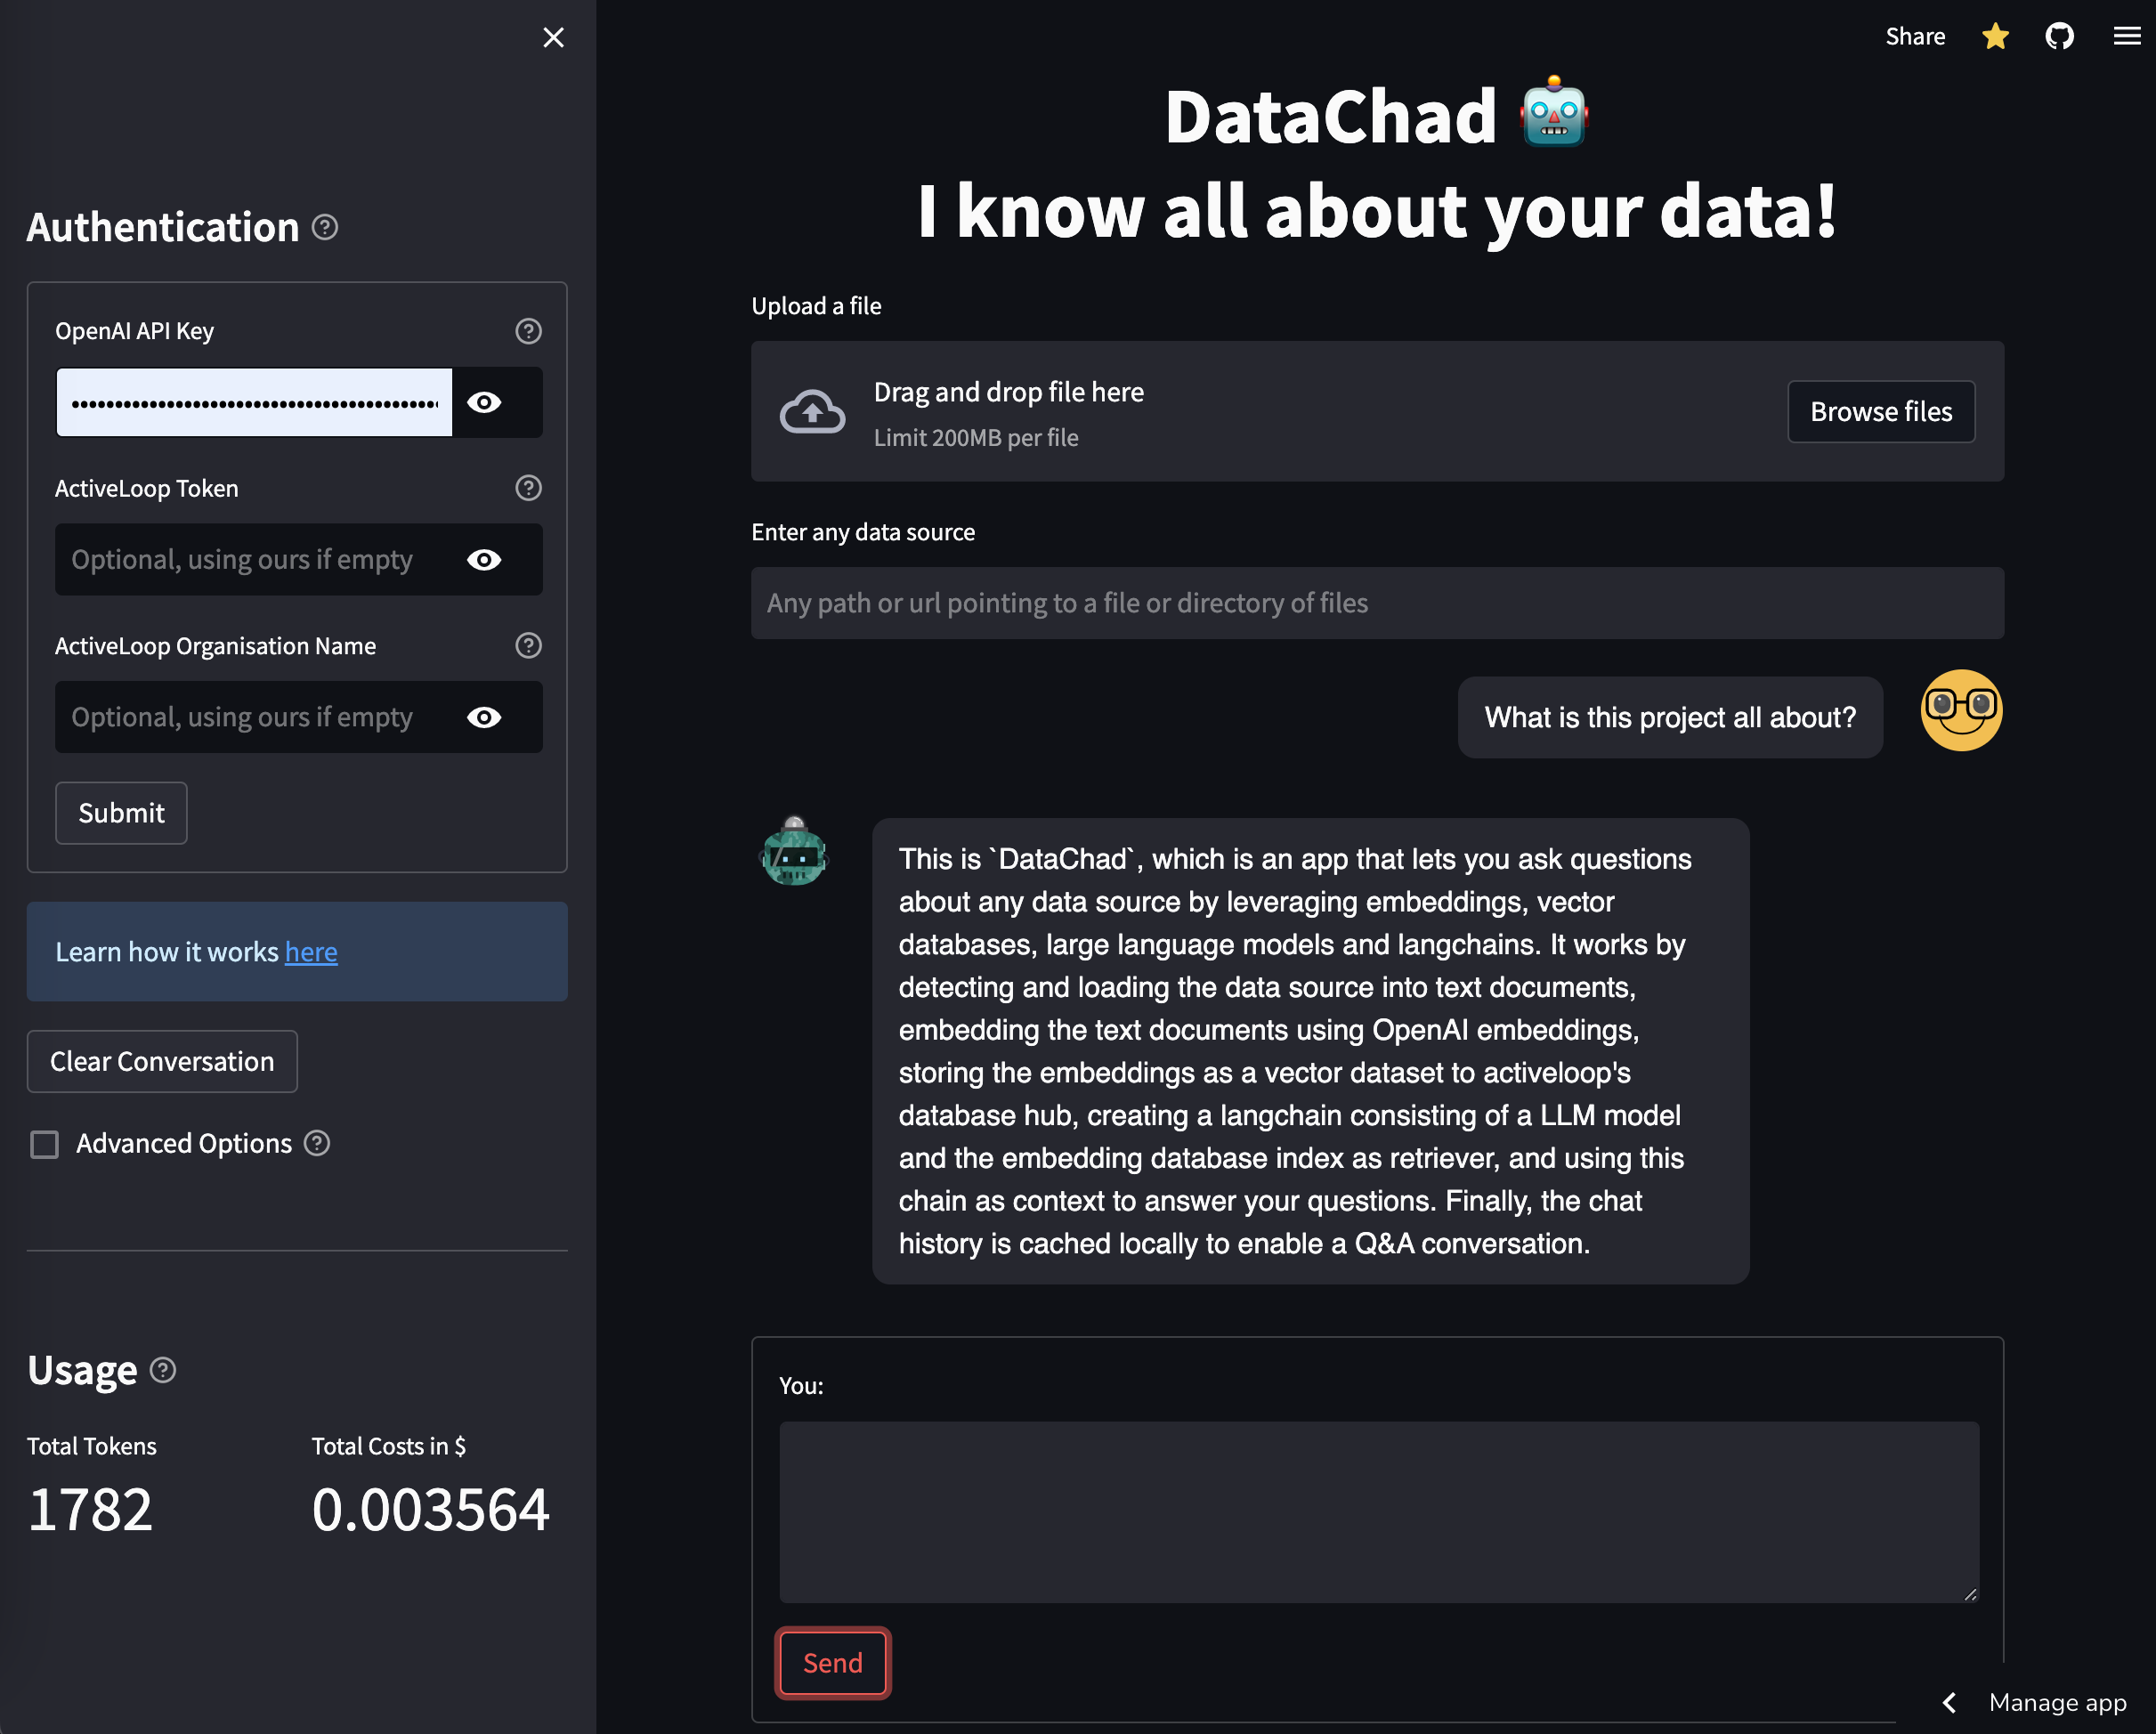 Share
DataChad
I know all about your data!
Authentication
OpenAI API Key
ActiveLoop Token
Optional, using ours if empty
ActiveLoop Organisation Name
Optional, using ours if empty
Submit
Learn how it works here
Clear Conversation
Advanced Options
Usage
Total Tokens
1782
Total Costs in $
0.003564
Upload a file
Drag and drop file here
Limit 200MB per file
Browse files
Enter any data source
Any path or url pointing to a file or directory of files
What is this project all about?
This is `DataChad`, which is an app that lets you ask questions
about any data source by leveraging embeddings, vector
databases, large language models and langchains. It works by
detecting and loading the data source into text documents,
embedding the text documents using OpenAI embeddings,
storing the embeddings as a vector dataset to activeloop's
database hub, creating a langchain consisting of a LLM model
and the embedding database index as retriever, and using this
chain as context to answer your questions. Finally, the chat
history is cached locally to enable a Q&A conversation.
You:
Send
Manage app